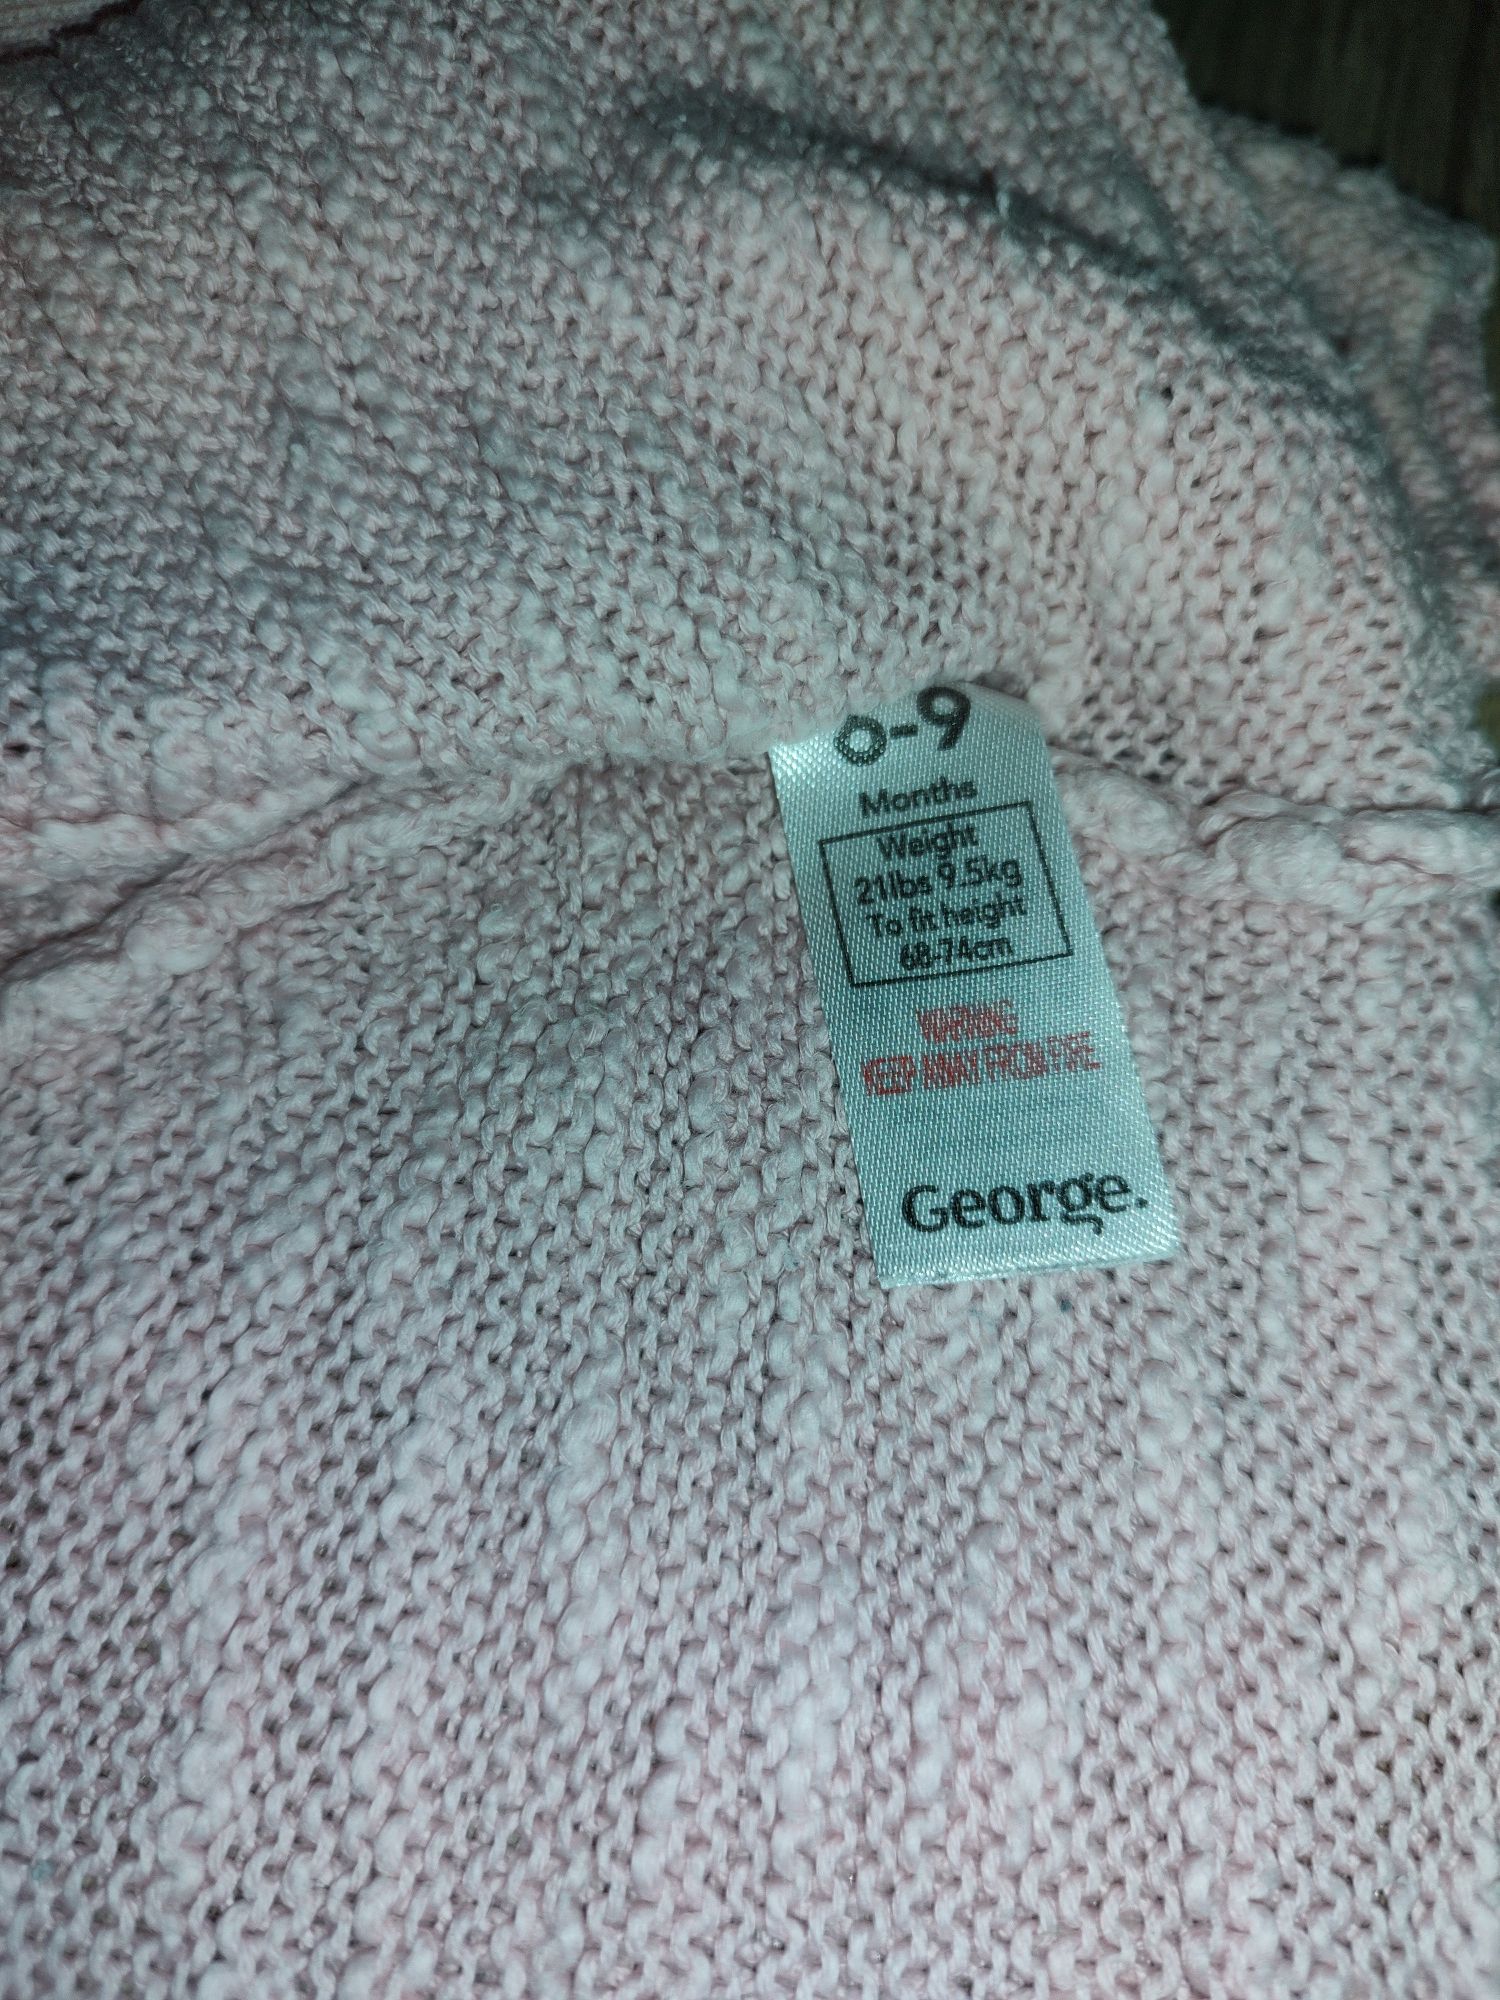 6-9
Months
Weight
21lbs 9.5kg
To fit height
68-74cm
WARNING
KEEP AWAY FROM FIRE
George.